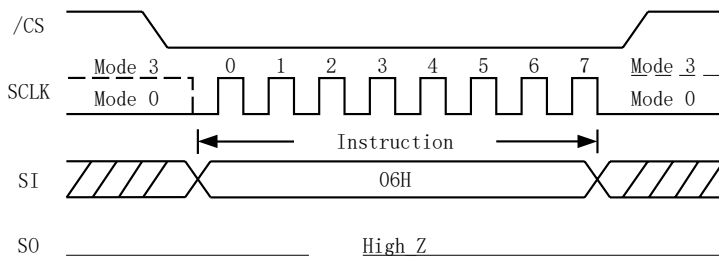 /CS
Mode 3 0 1 2 3 4 5 6 7 Mode 3
SCLK
Mode 0 Mode 0
Instruction
SI 06H
SO High Z